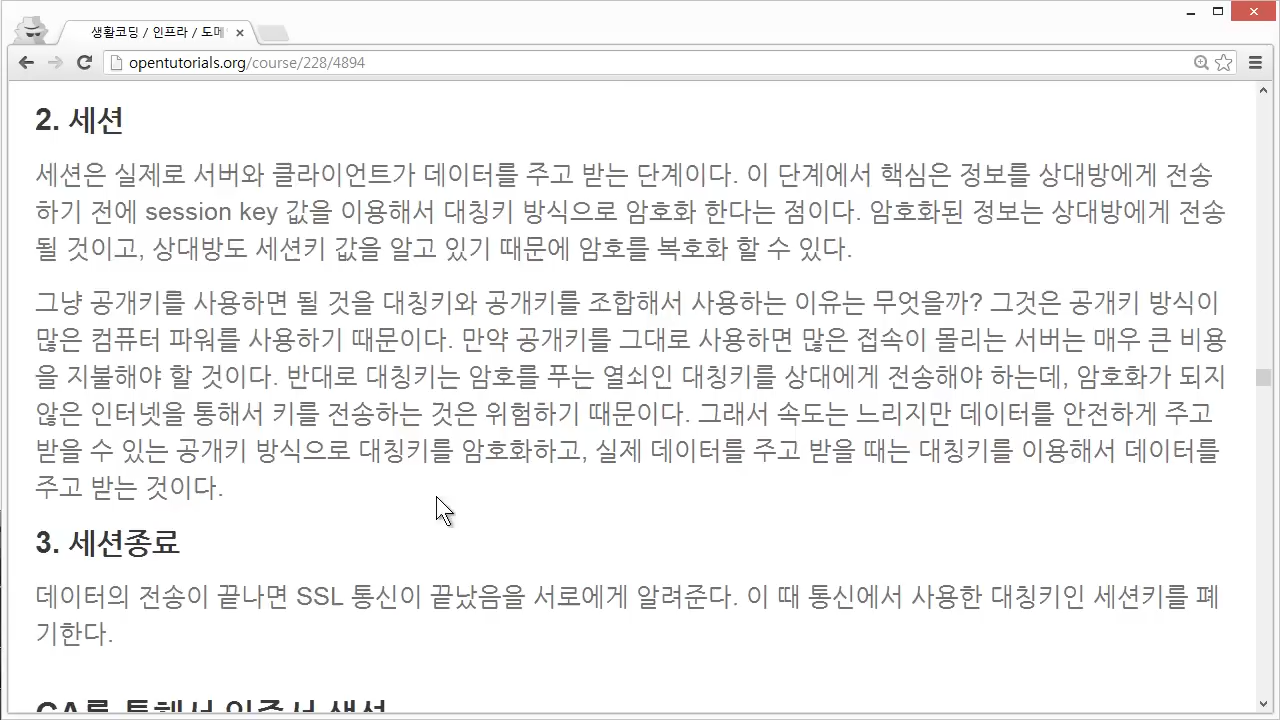 생활코딩 / 인프라 / 도메
opentutorials.org/course/228/4894
2. 세션
세션은 실제로 서버와 클라이언트가 데이터를 주고 받는 단계이다. 이 단계에서 핵심은 정보를 상대방에게 전송
하기 전에 session key 값을 이용해서 대칭키 방식으로 암호화 한다는 점이다. 암호화된 정보는 상대방에게 전송
될 것이고, 상대방도 세션키 값을 알고 있기 때문에 암호를 복호화 할 수 있다.
그냥 공개키를 사용하면 될 것을 대칭키와 공개키를 조합해서 사용하는 이유는 무엇을까? 그것은 공개키 방식이
많은 컴퓨터 파워를 사용하기 때문이다. 만약 공개키를 그대로 사용하면 많은 접속이 몰리는 서버는 매우 큰 비용
을 지불해야 할 것이다. 반대로 대칭키는 암호를 푸는 열쇠인 대칭키를 상대에게 전송해야 하는데, 암호화가 되지
않은 인터넷을 통해서 키를 전송하는 것은 위험하기 때문이다. 그래서 속도는 느리지만 데이터를 안전하게 주고
받을 수 있는 공개키 방식으로 대칭키를 암호화하고, 실제 데이터를 주고 받을 때는 대칭키를 이용해서 데이터를
주고 받는 것이다.
3. 세션종료
데이터의 전송이 끝나면 SSL 통신이 끝났음을 서로에게 알려준다. 이 때 통신에서 사용한 대칭키인 세션키를 폐
기한다.
CA를 통해서 인증서 생성